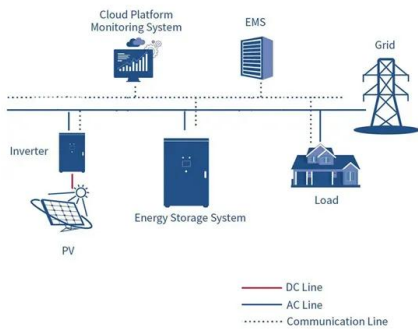 Cloud Platform
Monitoring System
EMS
Grid
Inverter
Energy Storage System
Load
PV
DC Line
AC Line
Communication Line